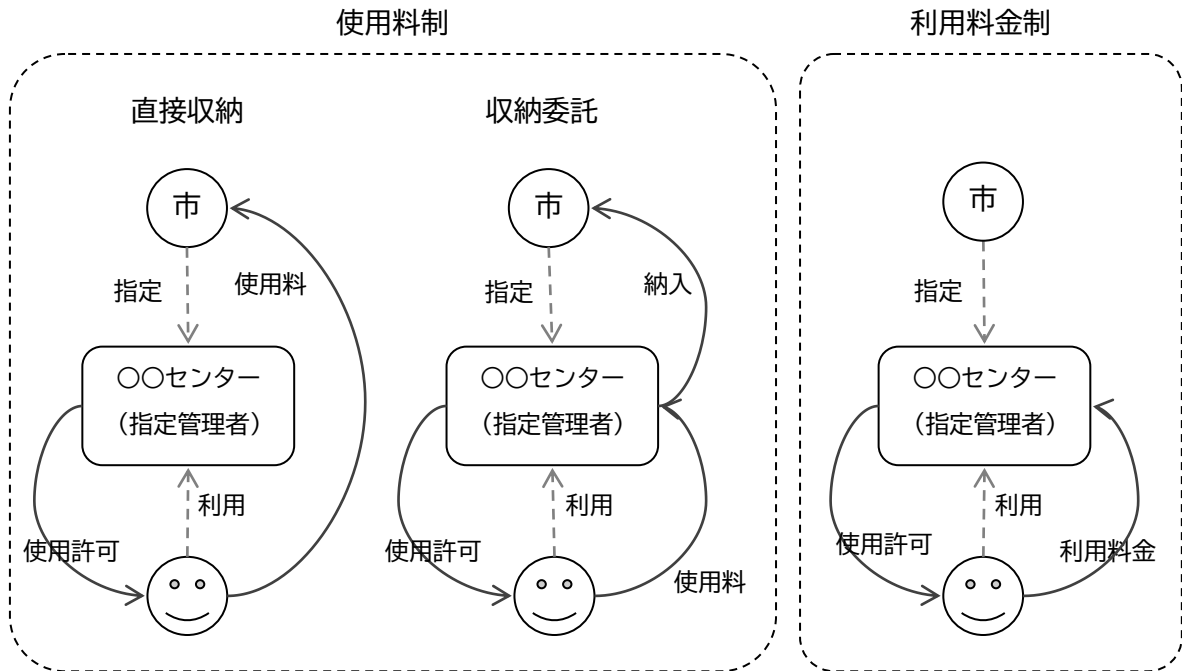 使用料制
利用料金制
直接収納
収納委託
市
市
市
指定
使用料
指定
納入
指定
〇〇センター
（指定管理者）
〇〇センター
（指定管理者）
〇〇センター
（指定管理者）
利用
利用
利用
使用許可
使用許可
使用料
使用許可
利用料金